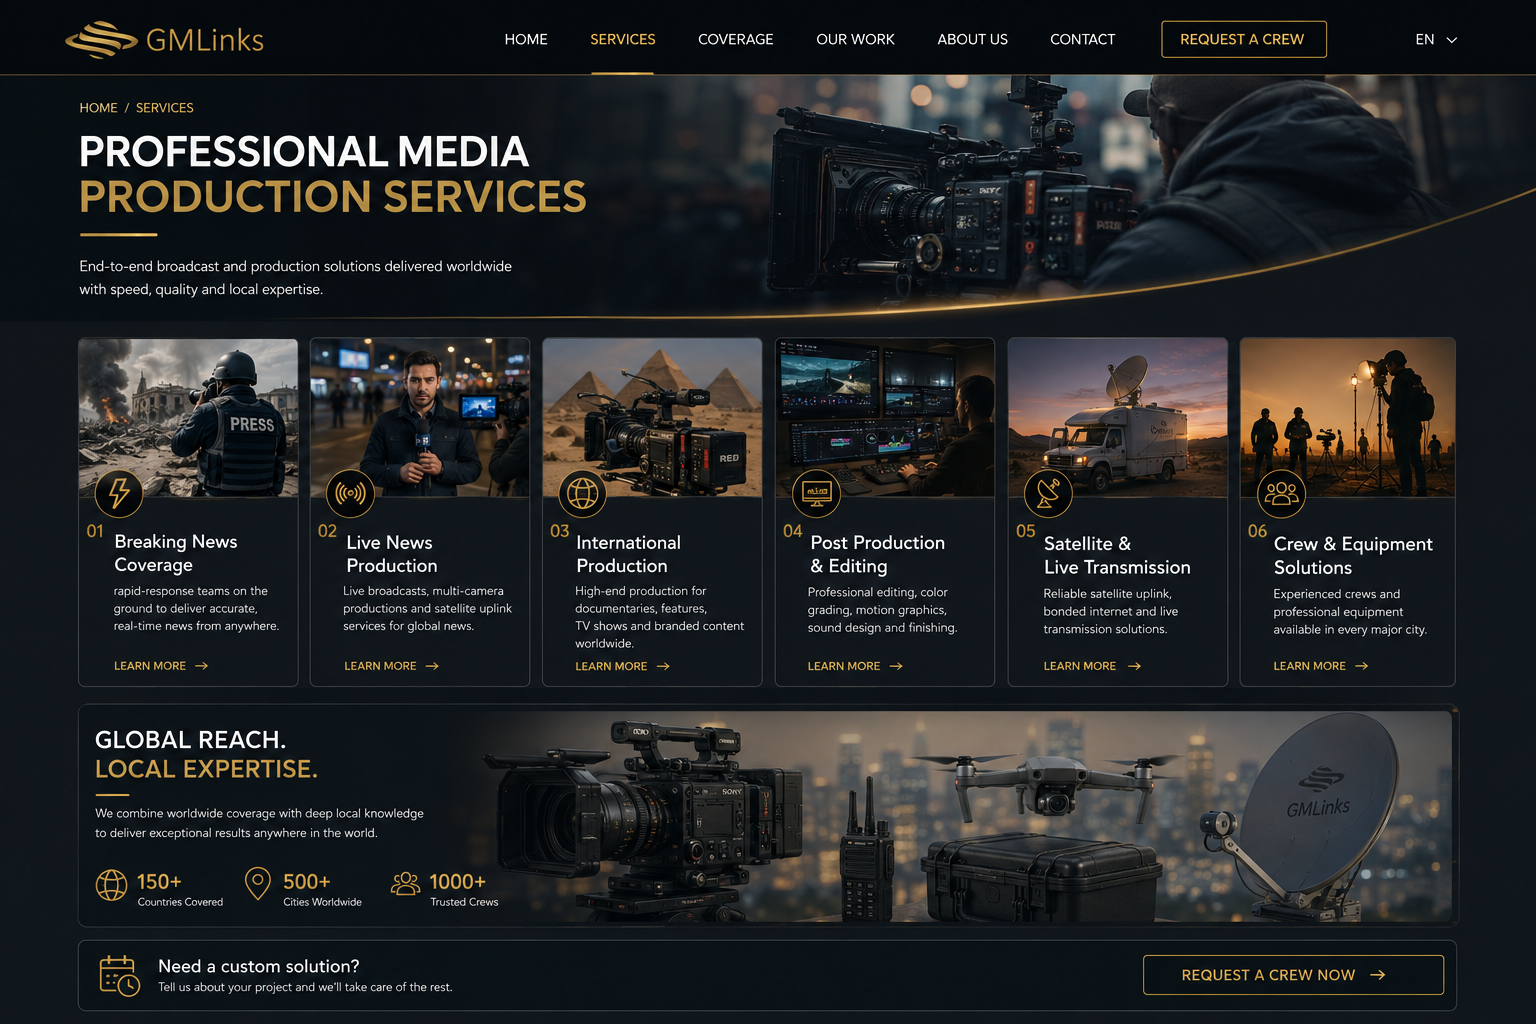 GMLinks
HOME
SERVICES
COVERAGE
OUR WORK
ABOUT US
CONTACT
REQUEST A CREW
EN
HOME / SERVICES
PROFESSIONAL MEDIA
PRODUCTION SERVICES
End-to-end broadcast and production solutions delivered worldwide
with speed, quality and local expertise.
SONY
PRESS
RED
01
Breaking News
Coverage
rapid-response teams on the
ground to deliver accurate,
real-time news from anywhere.
LEARN MORE →
02
Live News
Production
Live broadcasts, multi-camera
productions and satellite uplink
services for global news.
LEARN MORE →
03
International
Production
High-end production for
documentaries, features,
TV shows and branded content
worldwide.
LEARN MORE →
04
Post Production
& Editing
Professional editing, color
grading, motion graphics,
sound design and finishing.
LEARN MORE →
05
Satellite &
Live Transmission
Reliable satellite uplink,
bonded internet and live
transmission solutions.
LEARN MORE →
06
Crew & Equipment
Solutions
Experienced crews and
professional equipment
available in every major city.
LEARN MORE →
GLOBAL REACH.
LOCAL EXPERTISE.
We combine worldwide coverage with deep local knowledge
to deliver exceptional results anywhere in the world.
150+
Countries Covered
500+
Cities Worldwide
1000+
Trusted Crews
SONY
GMLinks
Need a custom solution?
Tell us about your project and we'll take care of the rest.
REQUEST A CREW NOW →